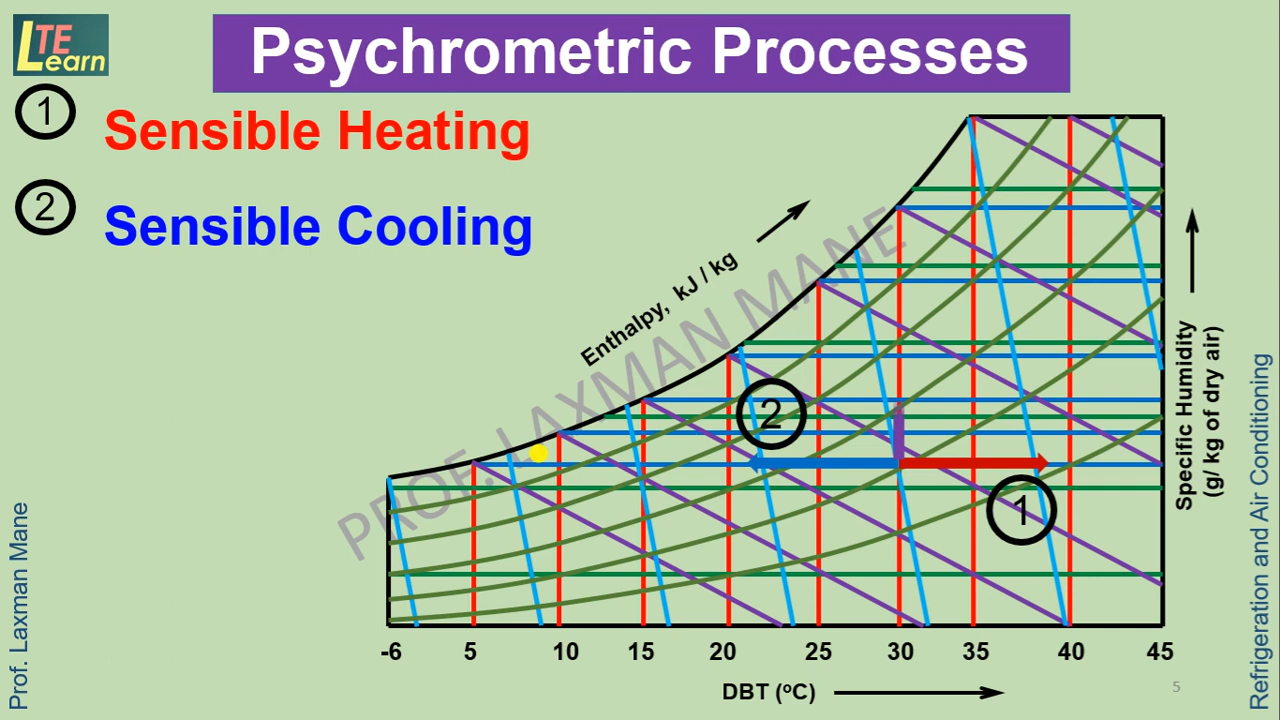 LTE
Learn
Psychrometric Processes
1
Sensible Heating
2
Sensible Cooling
Enthalpy, kJ / kg
PROF. LAXMAN MANE
2
1
Specific Humidity
(g/ kg of dry air)
-6 5 10 15 20 25 30 35 40 45
DBT (ºC)
5
Prof. Laxman Mane
Refrigeration and Air Conditioning